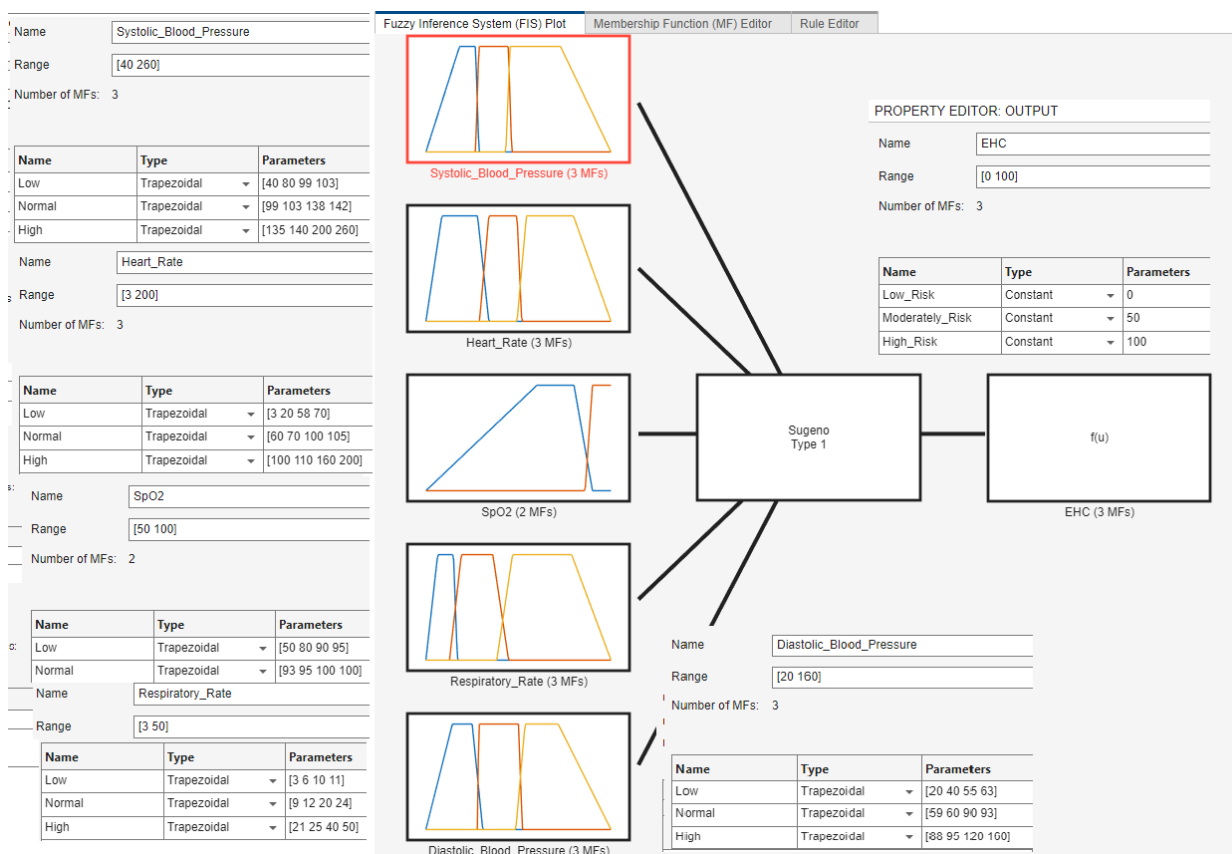 Name Systolic_Blood_Pressure
Range [40 260]
Number of MFs: 3
Name Type Parameters
Low Trapezoidal [40 80 99 103]
Normal Trapezoidal [99 103 138 142]
High Trapezoidal [135 140 200 260]
Name Heart_Rate
Range [3 200]
Number of MFs: 3
Name Type Parameters
Low Trapezoidal [3 20 58 70]
Normal Trapezoidal [60 70 100 105]
High Trapezoidal [100 110 160 200]
Name SpO2
Range [50 100]
Number of MFs: 2
Name Type Parameters
Low Trapezoidal [50 80 90 95]
Normal Trapezoidal [93 95 100 100]
Name Respiratory_Rate
Range [3 50]
Name Type Parameters
Low Trapezoidal [3 6 10 11]
Normal Trapezoidal [9 12 20 24]
High Trapezoidal [21 25 40 50]
Fuzzy Inference System (FIS) Plot Membership Function (MF) Editor Rule Editor
Systolic_Blood_Pressure (3 MFs)
Heart_Rate (3 MFs)
SpO2 (2 MFs)
Respiratory_Rate (3 MFs)
Diastolic_Blood_Pressure (3 MFs)
Sugeno
Type 1
f(u)
EHC (3 MFs)
PROPERTY EDITOR: OUTPUT
Name EHC
Range [0 100]
Number of MFs: 3
Name Type Parameters
Low_Risk Constant 0
Moderately_Risk Constant 50
High_Risk Constant 100
Name Diastolic_Blood_Pressure
Range [20 160]
Number of MFs: 3
Name Type Parameters
Low Trapezoidal [20 40 55 63]
Normal Trapezoidal [59 60 90 93]
High Trapezoidal [88 95 120 160]